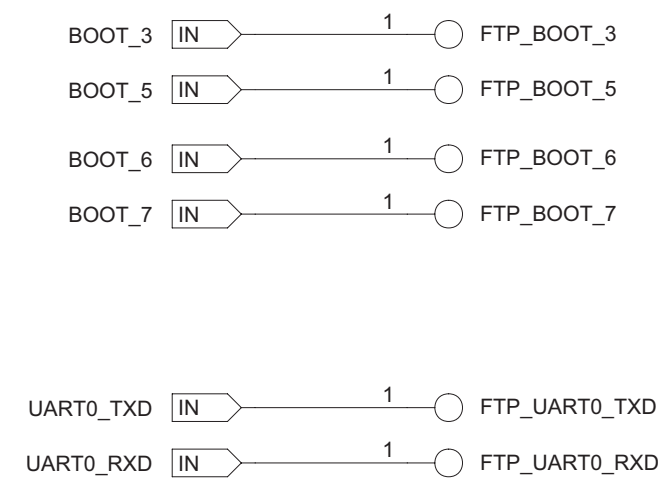 BOOT_3 IN 1 FTP_BOOT_3
BOOT_5 IN 1 FTP_BOOT_5
BOOT_6 IN 1 FTP_BOOT_6
BOOT_7 IN 1 FTP_BOOT_7
UART0_TXD IN 1 FTP_UART0_TXD
UART0_RXD IN 1 FTP_UART0_RXD